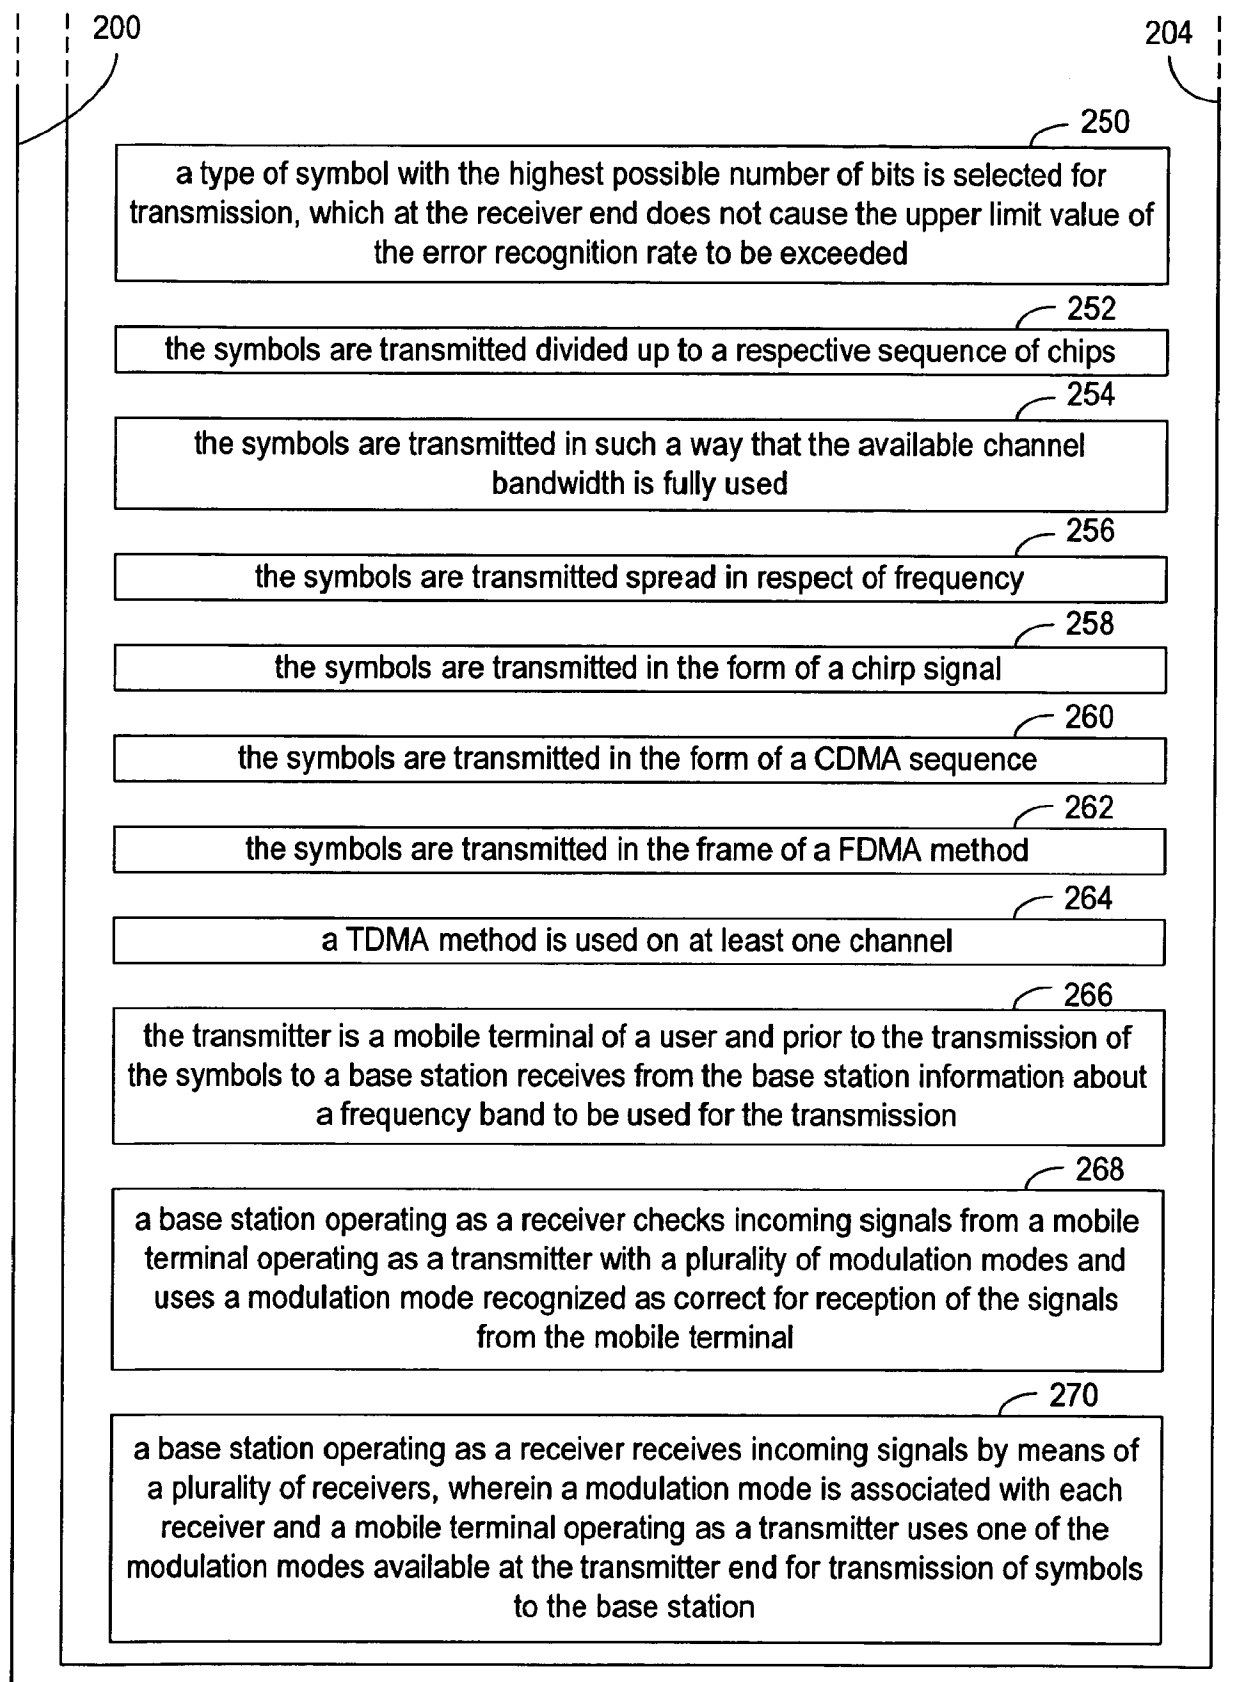 200
204
250
a type of symbol with the highest possible number of bits is selected for
transmission, which at the receiver end does not cause the upper limit value of
the error recognition rate to be exceeded
252
the symbols are transmitted divided up to a respective sequence of chips
254
the symbols are transmitted in such a way that the available channel
bandwidth is fully used
256
the symbols are transmitted spread in respect of frequency
258
the symbols are transmitted in the form of a chirp signal
260
the symbols are transmitted in the form of a CDMA sequence
262
the symbols are transmitted in the frame of a FDMA method
264
a TDMA method is used on at least one channel
266
the transmitter is a mobile terminal of a user and prior to the transmission of
the symbols to a base station receives from the base station information about
a frequency band to be used for the transmission
268
a base station operating as a receiver checks incoming signals from a mobile
terminal operating as a transmitter with a plurality of modulation modes and
uses a modulation mode recognized as correct for reception of the signals
from the mobile terminal
270
a base station operating as a receiver receives incoming signals by means of
a plurality of receivers, wherein a modulation mode is associated with each
receiver and a mobile terminal operating as a transmitter uses one of the
modulation modes available at the transmitter end for transmission of symbols
to the base station